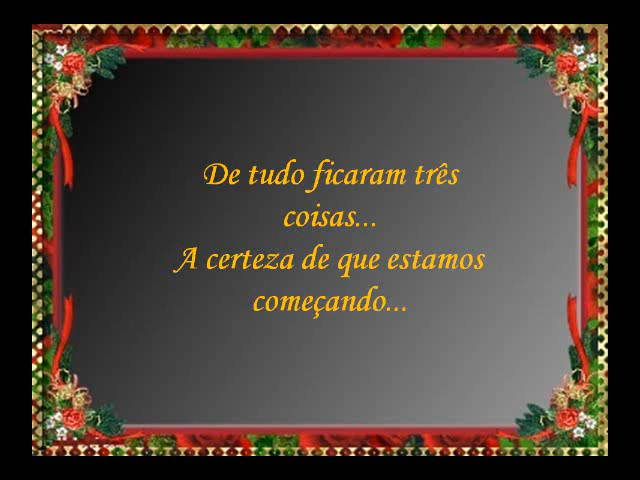 De tudo ficaram três
coisas...
A certeza de que estamos
começando...